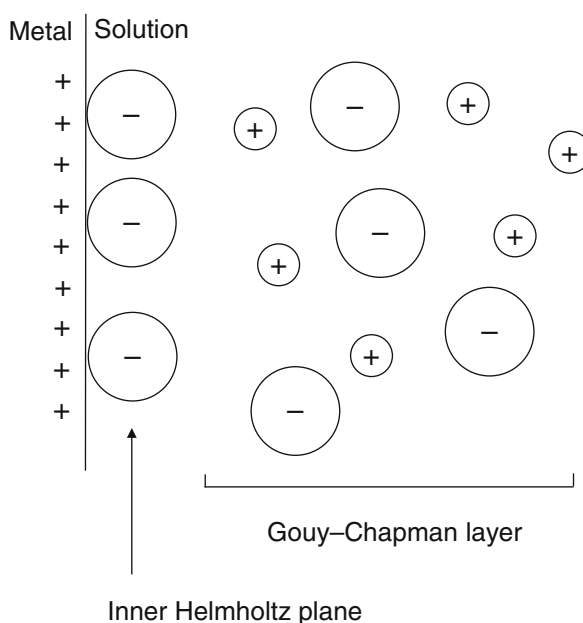 Metal Solution
+
+
+
+
+
+
+
+
+
− + − + +
− + − +
− + − −
Gouy–Chapman layer
Inner Helmholtz plane